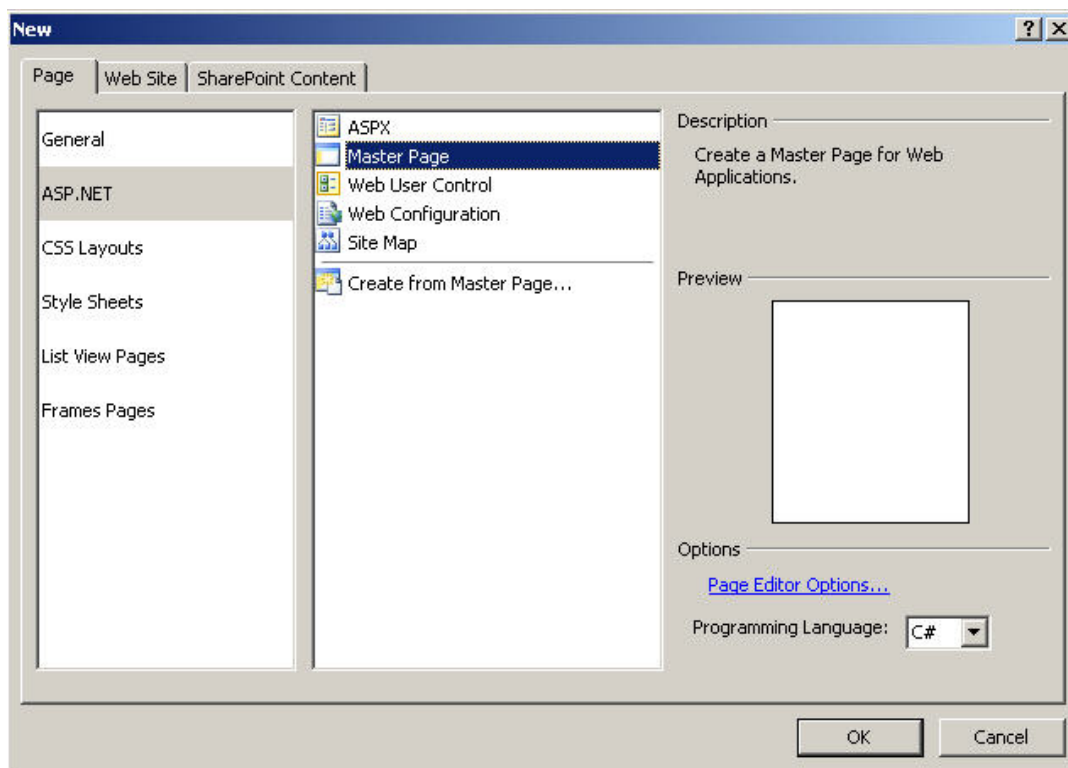 New
Page
Web Site
SharePoint Content
General
ASP.NET
CSS Layouts
Style Sheets
List View Pages
Frames Pages
ASPX
Master Page
Web User Control
Web Configuration
Site Map
Create from Master Page...
Description
Create a Master Page for Web
Applications.
Preview
Options
Page Editor Options...
Programming Language: C#
OK
Cancel